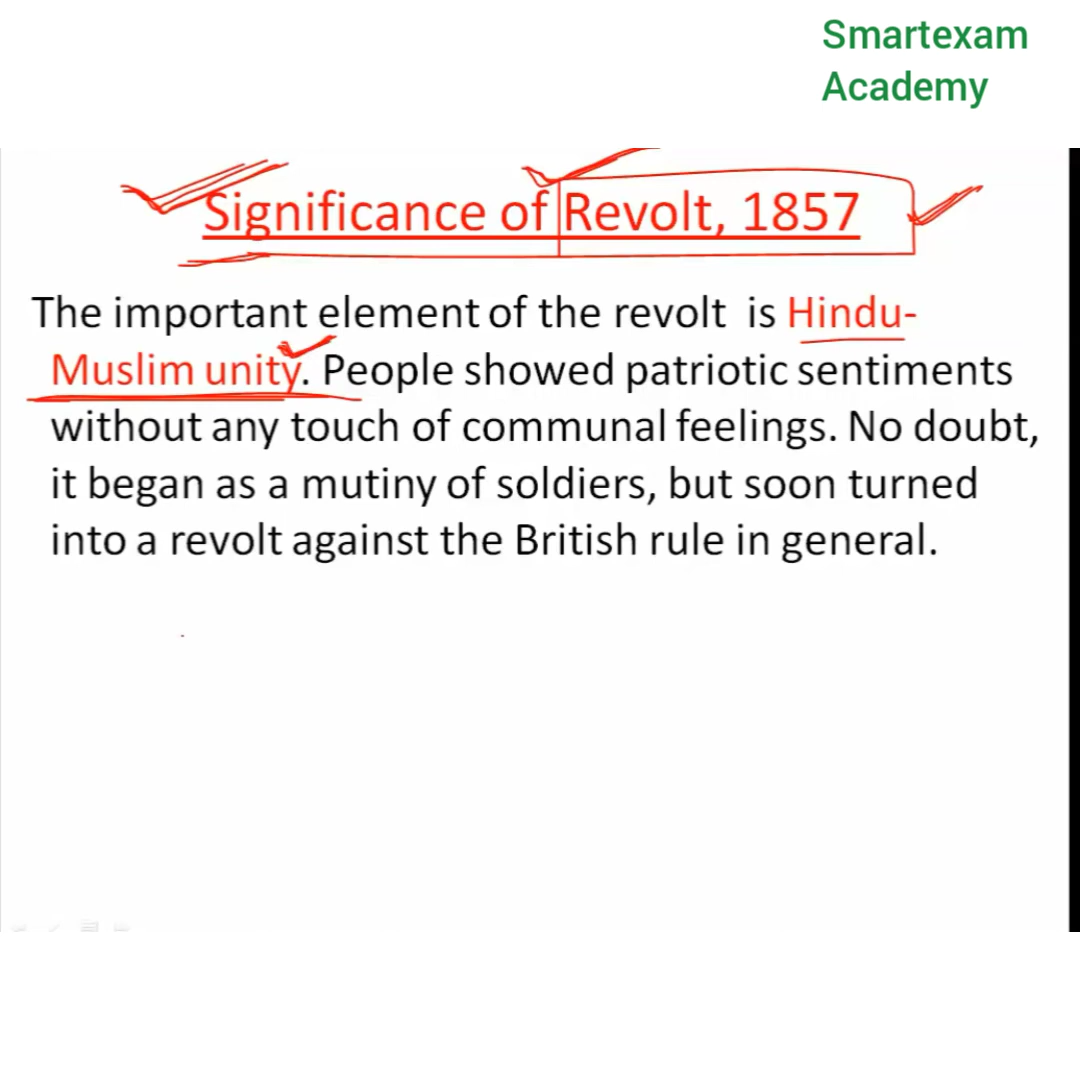 Smartexam
Academy
Significance of Revolt, 1857
The important element of the revolt is Hindu-
Muslim unity. People showed patriotic sentiments
without any touch of communal feelings. No doubt,
it began as a mutiny of soldiers, but soon turned
into a revolt against the British rule in general.